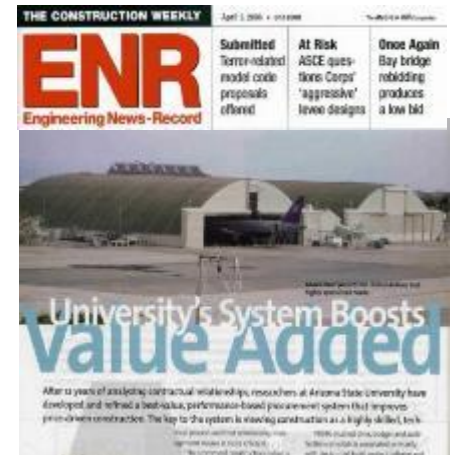 THE CONSTRUCTION WEEKLY
ENR
Engineering News-Record
Submitted
Terror-related
model code
proposals
offered
At Risk
ASCE ques-
tions Corps'
'aggressive'
levee designs
Once Again
Bay bridge
rebidding
produces
a low bid
University's System Boosts
Value Added
After 12 years of analyzing contractual relationships, researchers at Arizona State University have
developed and refined a best-value, performance-based procurement system that improves
price-driven construction. The key to the system is viewing construction as a highly skilled, tech-